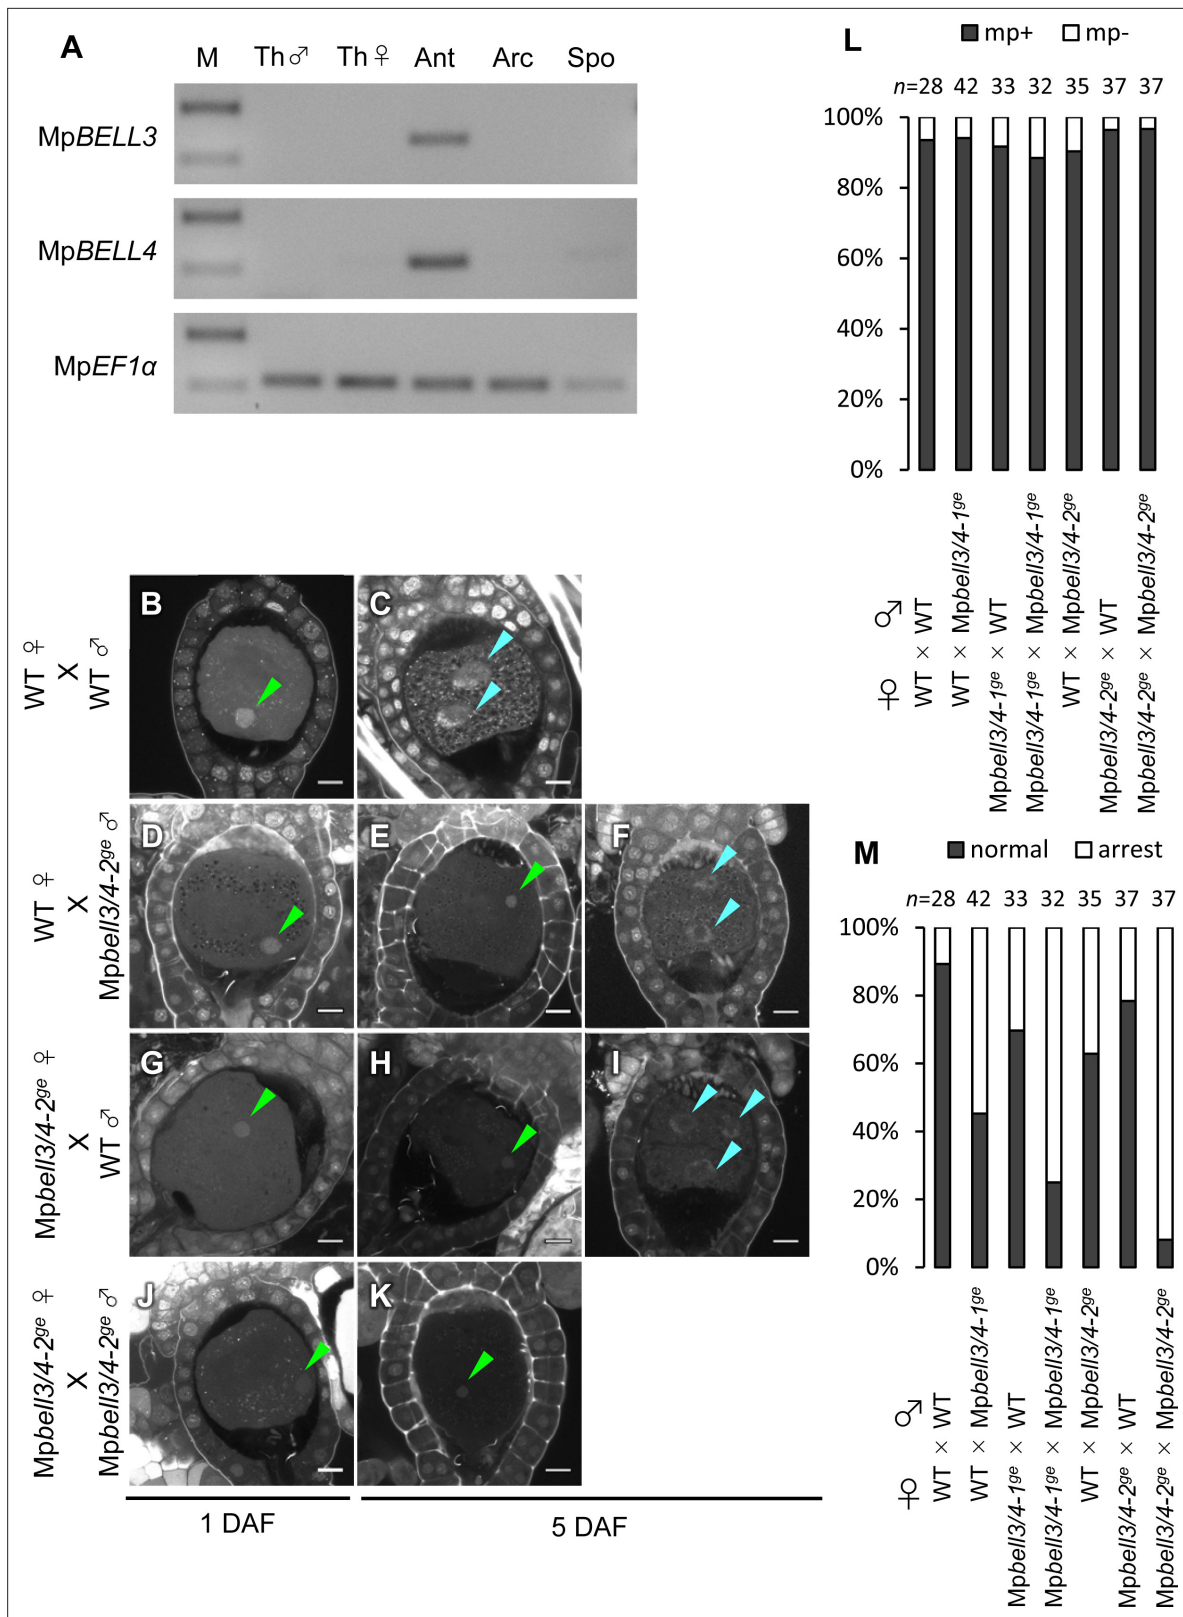 A
M Th♂ Th♀ Ant Arc Spo
MpBELL3
MpBELL4
MpEF1α
B
C
WT ♀
X
WT ♂
D
E
F
WT ♀
X
Mpbell3/4-2ge ♂
G
H
I
Mpbell3/4-2ge ♀
X
WT ♂
J
K
Mpbell3/4-2ge ♀
X
Mpbell3/4-2ge ♂
1 DAF
5 DAF
L
mp+ mp-
n=28 42 33 32 35 37 37
100%
80%
60%
40%
20%
0%
♂
♀
WT × WT
WT × Mpbell3/4-1ge
Mpbell3/4-1ge × WT
Mpbell3/4-1ge × Mpbell3/4-1ge
WT × Mpbell3/4-2ge
Mpbell3/4-2ge × WT
Mpbell3/4-2ge × Mpbell3/4-2ge
M
normal arrest
n=28 42 33 32 35 37 37
100%
80%
60%
40%
20%
0%
♂
♀
WT × WT
WT × Mpbell3/4-1ge
Mpbell3/4-1ge × WT
Mpbell3/4-1ge × Mpbell3/4-1ge
WT × Mpbell3/4-2ge
Mpbell3/4-2ge × WT
Mpbell3/4-2ge × Mpbell3/4-2ge